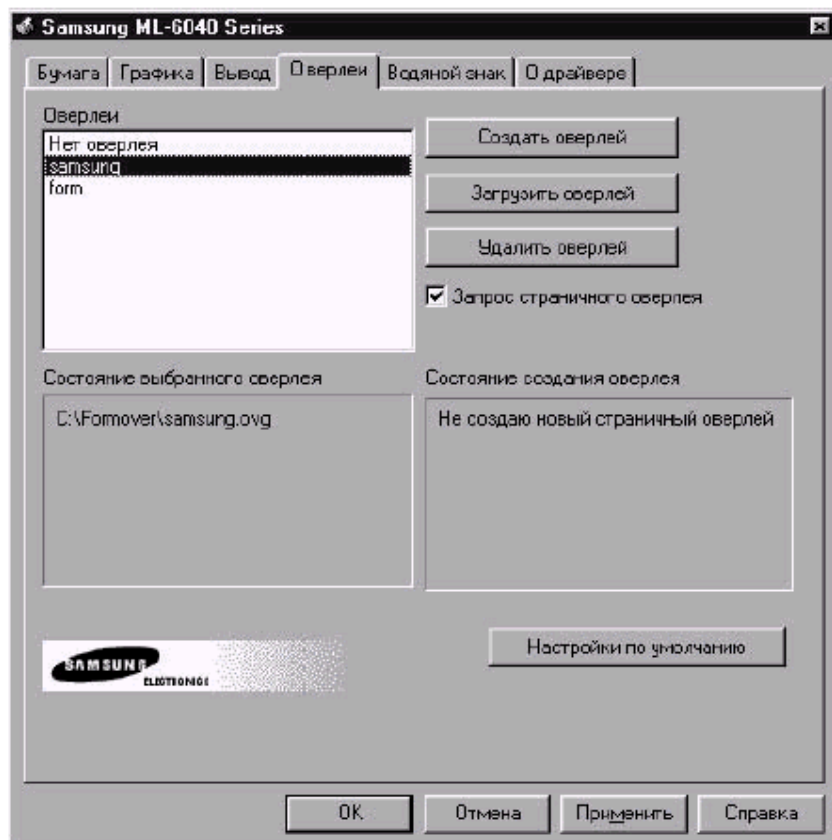 Samsung ML-6040 Series
Бумага Графика Вывод Оверлеи Водяной знак О драйвере
Оверлеи
Нет оверлея
samsung
form
Создать оверлей
Загрузить оверлей
Удалить оверлей
Запрос страничного оверлея
Состояние выбранного оверлея
C:\Formover\samsung.ovg
Состояние создания оверлея
Не создаю новый страничный оверлей
SAMSUNG
ELECTRONICS
Настройки по умолчанию
OK Отмена Применить Справка